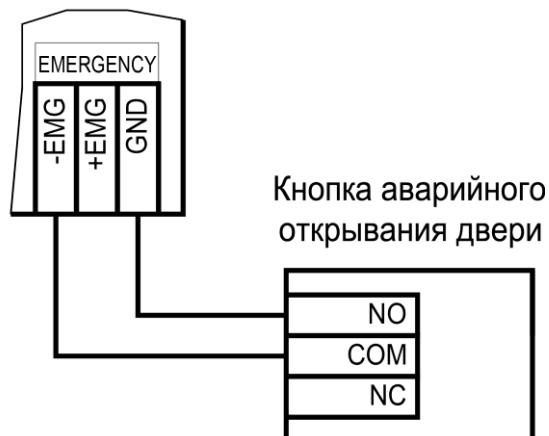 EMERGENCY
-EMG
+EMG
GND
Кнопка аварийного
открывания двери
NO
COM
NC